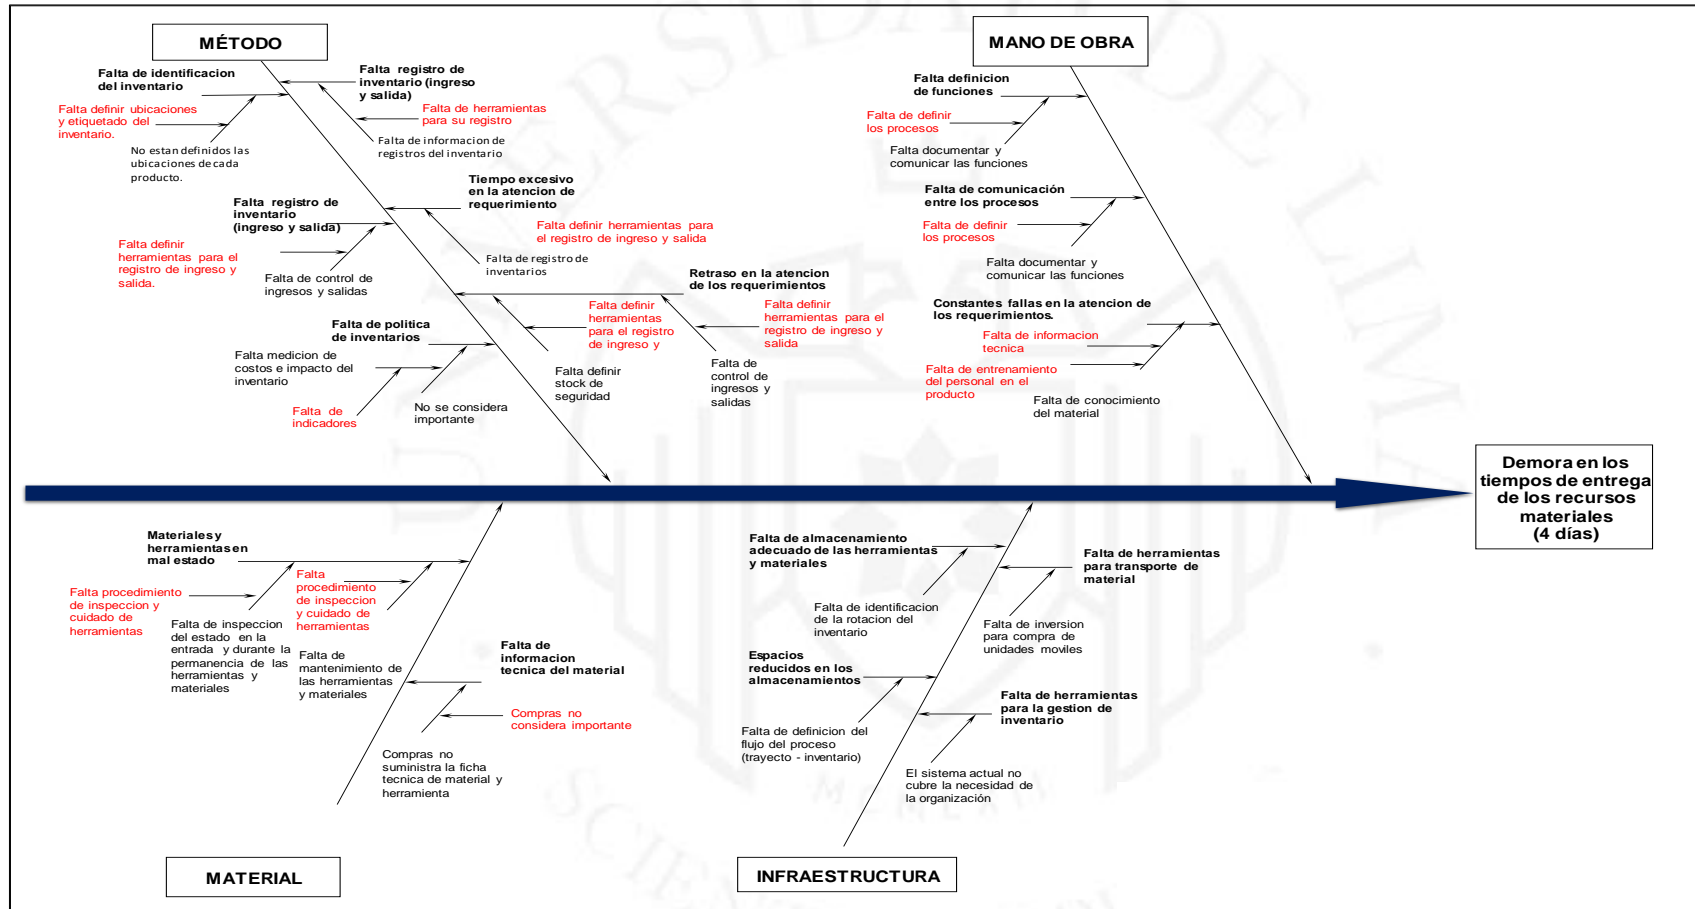 MÉTODO
Falta de identificacion
del inventario
Falta registro de
inventario (ingreso
y salida)
Falta definir ubicaciones
y etiquetado del
inventario.
Falta de herramientas
para su registro
No estan definidos las
ubicaciones de cada
producto.
Falta de informacion de
registros del inventario
Falta registro de
inventario
(ingreso y salida)
Tiempo excesivo
en la atencion de
requerimiento
Falta definir
herramientas para el
registro de ingreso y
salida.
Falta definir herramientas para
el registro de ingreso y salida
Falta de control de
ingresos y salidas
Falta de registro de
inventarios
Retraso en la atencion
de los requerimientos
Falta definir
herramientas
para el registro
de ingreso y
Falta definir
herramientas para el
registro de ingreso y
salida
Falta de politica
de inventarios
Falta medicion de
costos e impacto del
inventario
Falta de
indicadores
No se considera
importante
Falta definir
stock de
seguridad
Falta de
control de
ingresos y
salidas
MANO DE OBRA
Falta definicion
de funciones
Falta de definir
los procesos
Falta documentar y
comunicar las funciones
Falta de comunicación
entre los procesos
Falta de definir
los procesos
Falta documentar y
comunicar las funciones
Constantes fallas en la atencion de
los requerimientos.
Falta de informacion
tecnica
Falta de entrenamiento
del personal en el
producto
Falta de conocimiento
del material
Demora en los
tiempos de entrega
de los recursos
materiales
(4 días)
Materiales y
herramientas en
mal estado
Falta procedimiento
de inspeccion y
cuidado de
herramientas
Falta
procedimiento
de inspeccion
y cuidado de
herramientas
Falta de inspeccion
del estado en la
entrada y durante la
permanencia de las
herramientas y
materiales
Falta de
mantenimiento de
las herramientas
y materiales
Falta de
informacion
tecnica del material
Compras no
considera importante
Compras no
suministra la ficha
tecnica de material y
herramienta
MATERIAL
Falta de almacenamiento
adecuado de las herramientas
y materiales
Falta de herramientas
para transporte de
material
Falta de identificacion
de la rotacion del
inventario
Falta de inversion
para compra de
unidades moviles
Espacios
reducidos en los
almacenamientos
Falta de herramientas
para la gestion de
inventario
Falta de definicion del
flujo del proceso
(trayecto - inventario)
El sistema actual no
cubre la necesidad de
la organización
INFRAESTRUCTURA
UNIVERSIDAD DE LIMA